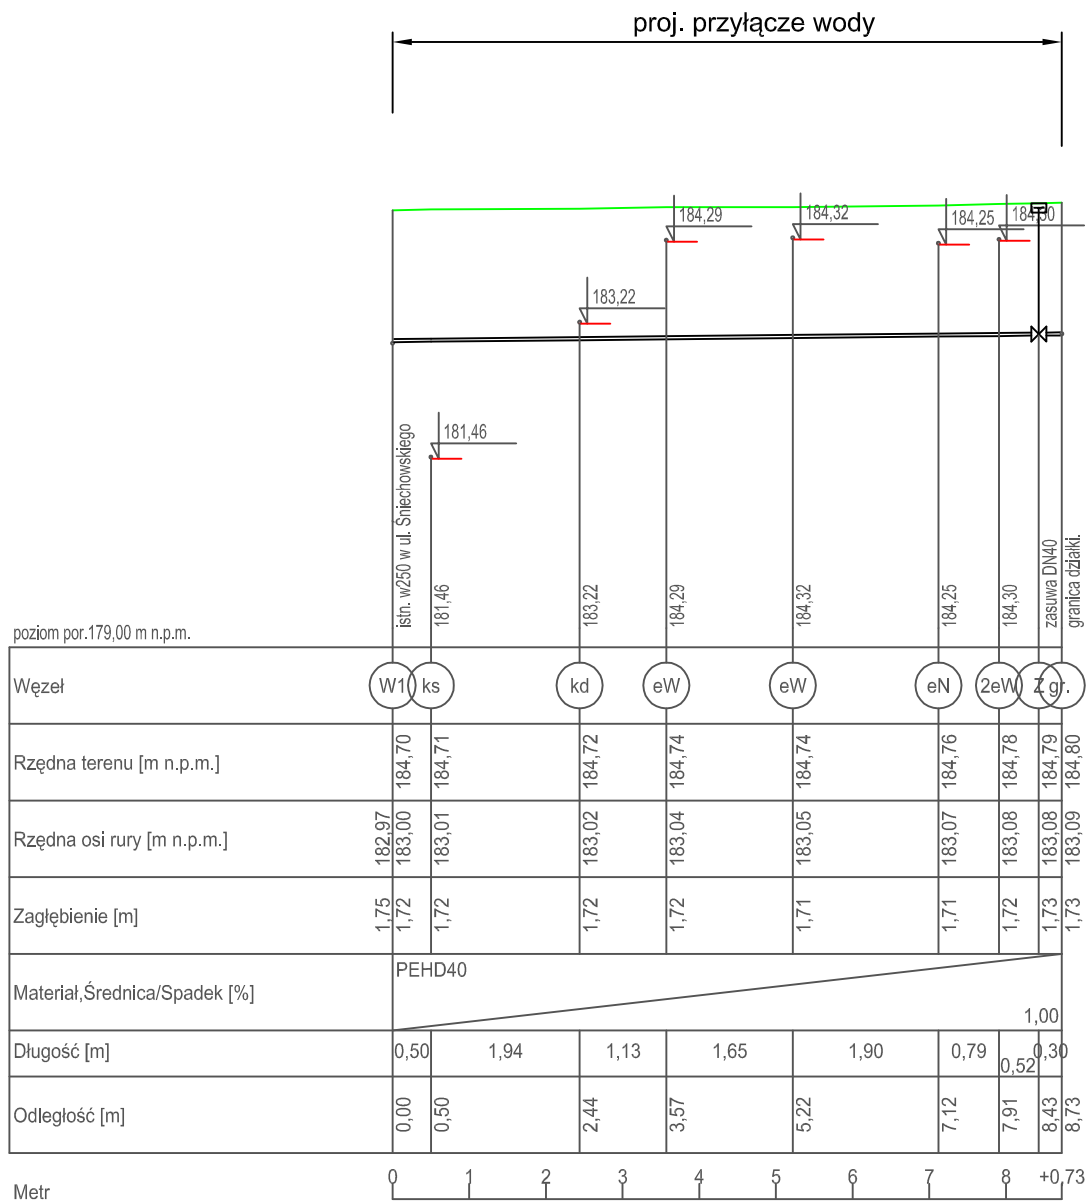 proj. przyłącze wody
184,29
184,32
184,25
184,30
183,22
181,46
istn. w250 w ul. Śniechowskiego
181,46
183,22
184,29
184,32
184,25
184,30
zasuwa DN40
granica działki.
poziom por.179,00 m n.p.m.
Węzeł W1 ks kd eW eW eN 2eW Z gr.
Rzędna terenu [m n.p.m.] 184,70 184,71 184,72 184,74 184,74 184,76 184,78 184,79 184,80
Rzędna osi rury [m n.p.m.] 182,97 183,00 183,01 183,02 183,04 183,05 183,07 183,08 183,08 183,09
Zagłębienie [m] 1,75 1,72 1,72 1,72 1,72 1,71 1,71 1,72 1,73 1,73
PEHD40
Materiał,Średnica/Spadek [%]
1,00
Długość [m] 0,50 1,94 1,13 1,65 1,90 0,79 0,52 0,30
Odległość [m] 0,00 0,50 2,44 3,57 5,22 7,12 7,91 8,43 8,73
Metr 0 1 2 3 4 5 6 7 8 +0,73